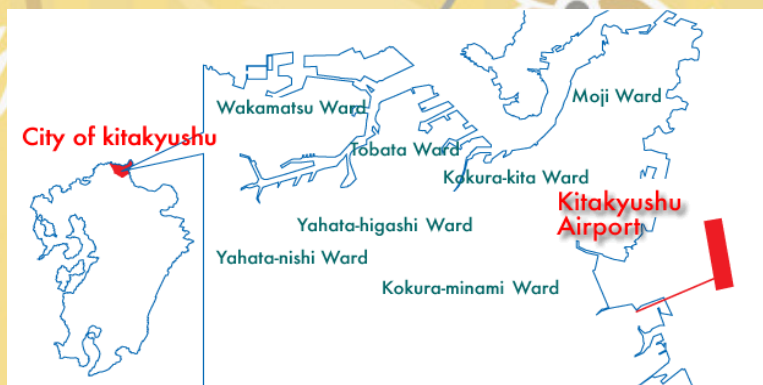 Wakamatsu Ward
Moji Ward
City of kitakyushu
Tobata Ward
Kokura-kita Ward
Kitakyushu
Airport
Yahata-higashi Ward
Yahata-nishi Ward
Kokura-minami Ward